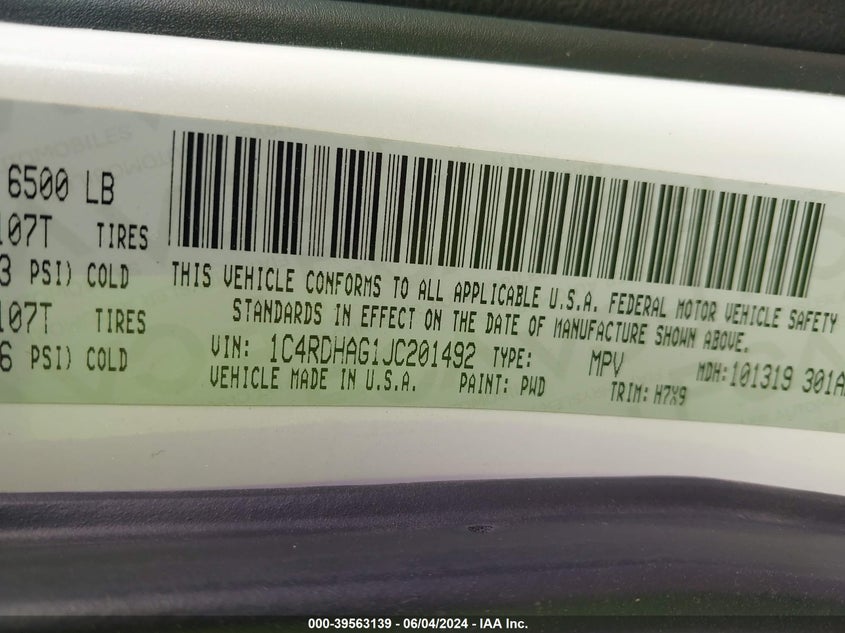 6500 LB
107T TIRES
3 PSI) COLD
107T TIRES
6 PSI) COLD
THIS VEHICLE CONFORMS TO ALL APPLICABLE U.S.A. FEDERAL MOTOR VEHICLE SAFETY
STANDARDS IN EFFECT ON THE DATE OF MANUFACTURE SHOWN ABOVE.
VIN: 1C4RDHAG1JC201492 TYPE: MPV MDH:101319 301A
VEHICLE MADE IN U.S.A. PAINT: PWD TRIM: H7X9
000-39563139 - 06/04/2024 - IAA Inc.